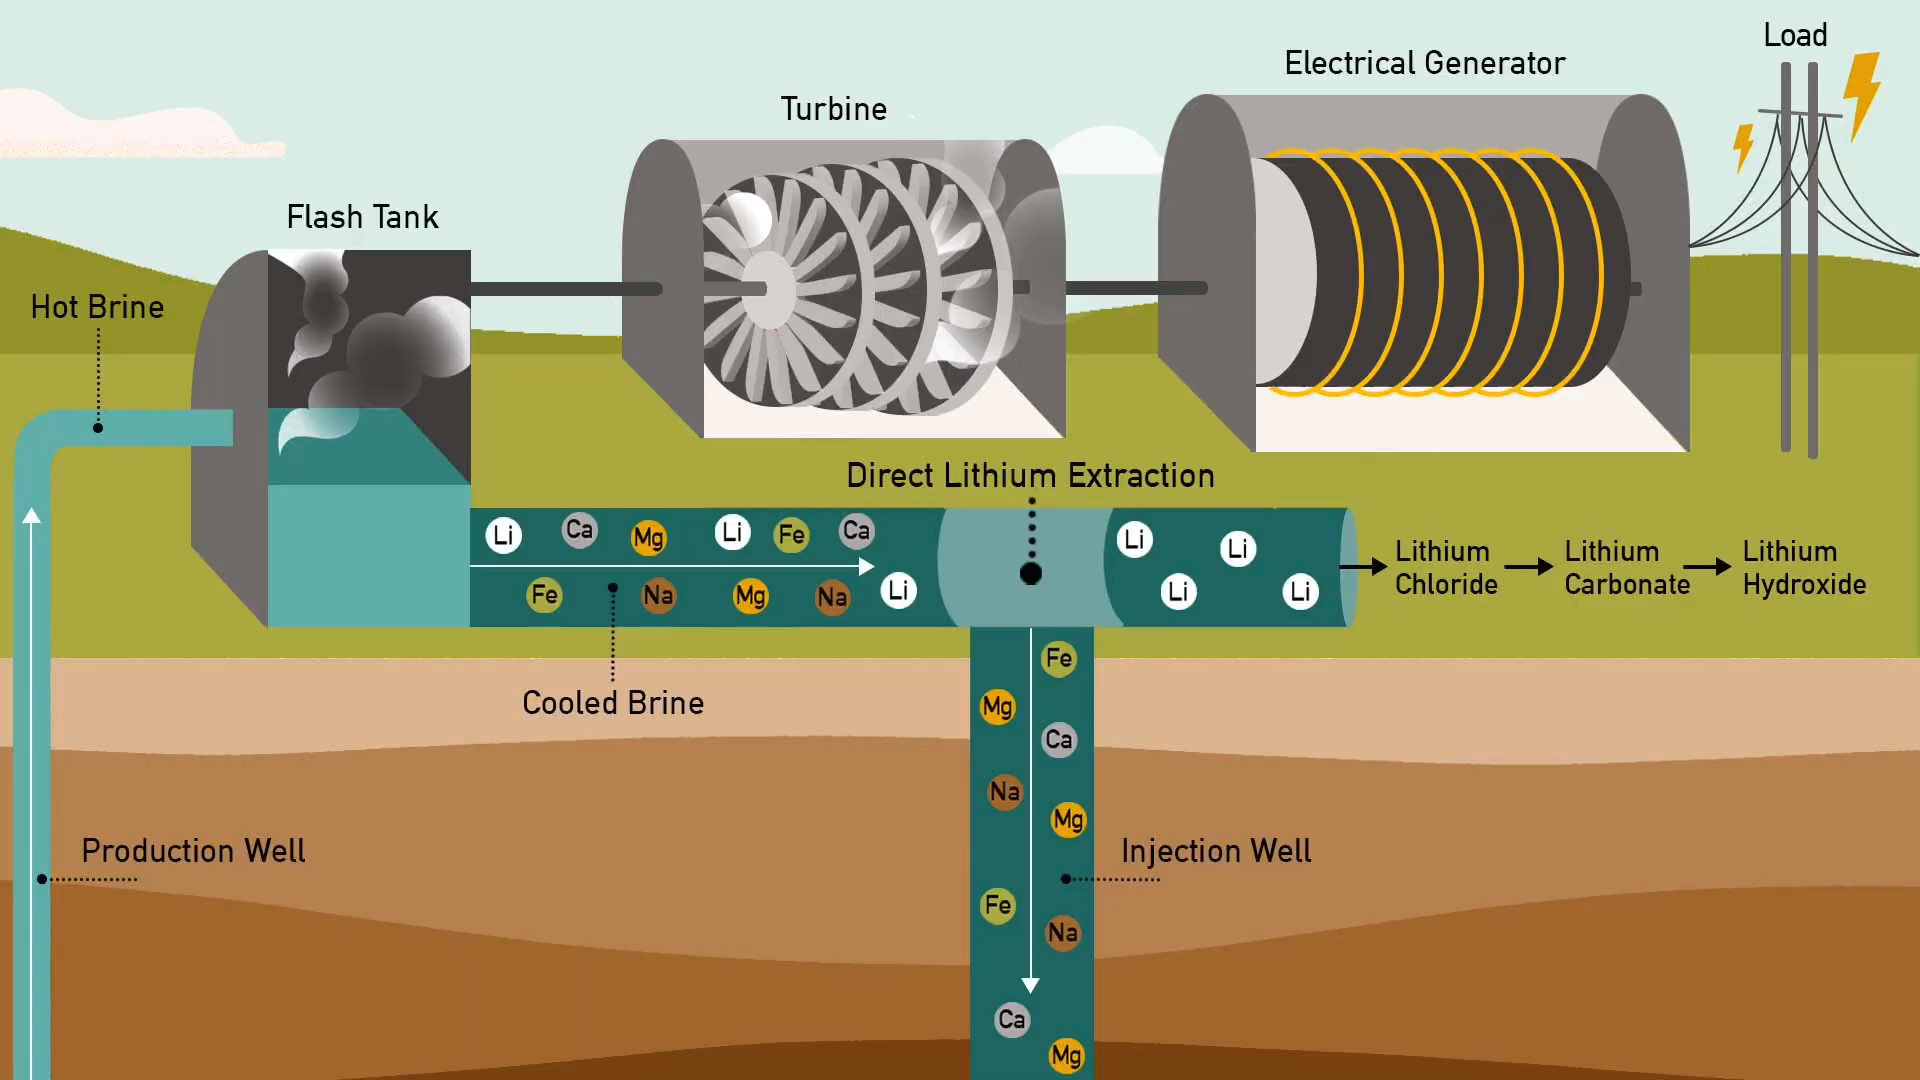 Load
Electrical Generator
Turbine
Flash Tank
Hot Brine
Direct Lithium Extraction
Li
Ca
Mg
Li
Fe
Ca
Li
Li
Fe
Na
Mg
Na
Li
Li
Li
Lithium
Chloride
Lithium
Carbonate
Lithium
Hydroxide
Cooled Brine
Fe
Mg
Ca
Na
Mg
Production Well
Injection Well
Fe
Na
Ca
Mg